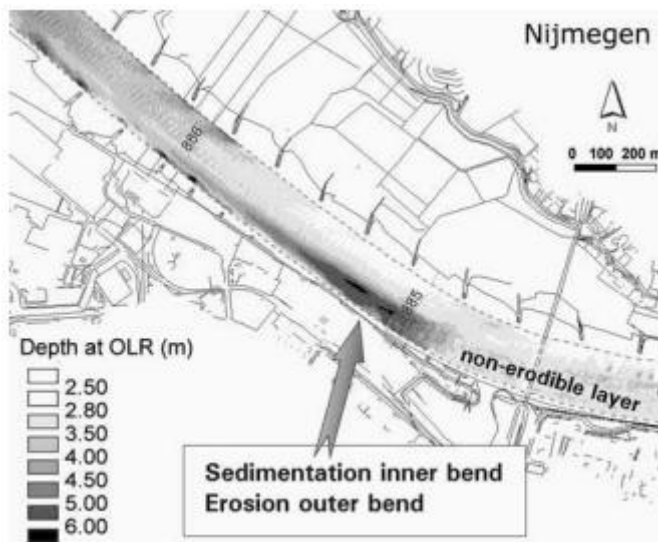 Nijmegen
N
0 100 200 m
886
885
non-erodible layer
Depth at OLR (m)
2.50
2.80
3.50
4.00
4.50
5.00
6.00
Sedimentation inner bend
Erosion outer bend